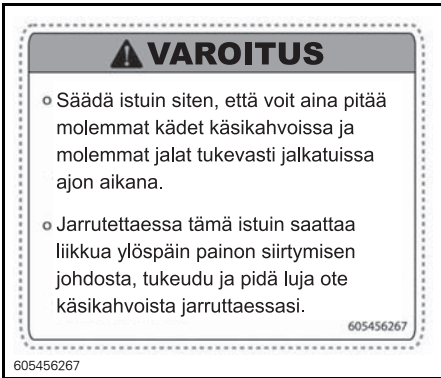 VAROITUS
Säädä istuin siten, että voit aina pitää
molemmat kädet käsikahvoissa ja
molemmat jalat tukevasti jalkatuissa
ajon aikana.
Jarrutettaessa tämä istuin saattaa
liikkua ylöspäin painon siirtymisen
johdosta, tukeudu ja pidä luja ote
käsikahvoista jarruttaessasi.
605456267
605456267